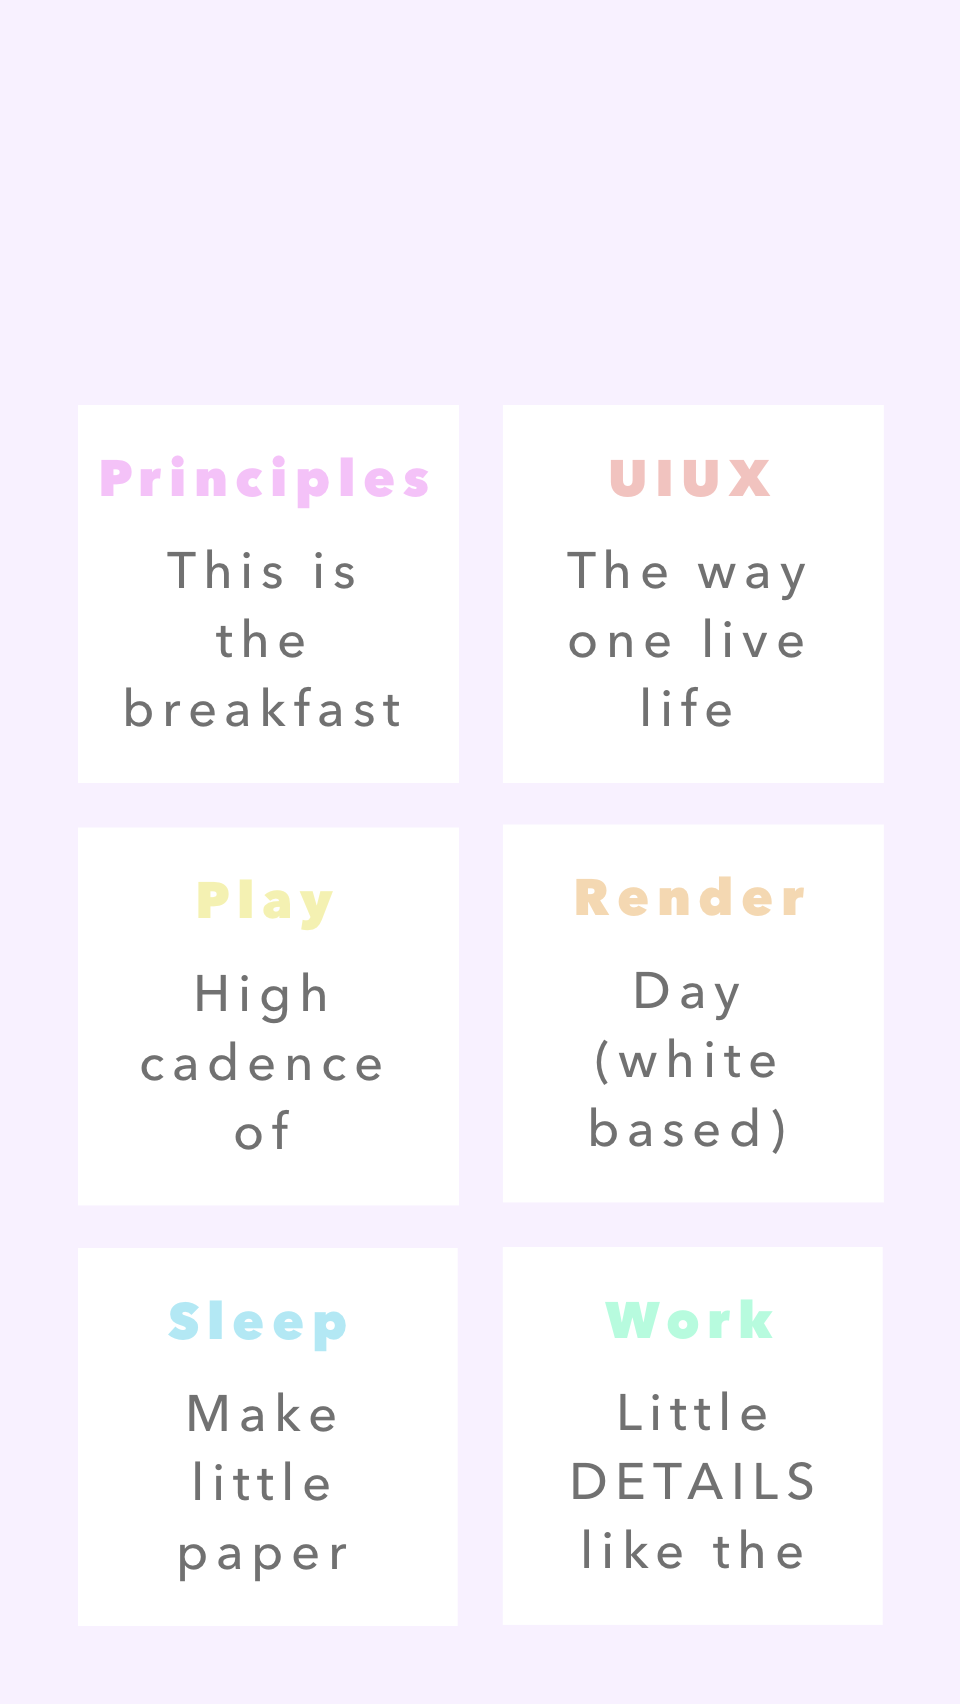 Principles
This is
the
breakfast
UIUX
The way
one live
life
Play
High
cadence
of
Render
Day
(white
based)
Sleep
Make
little
paper
Work
Little
DETAILS
like the